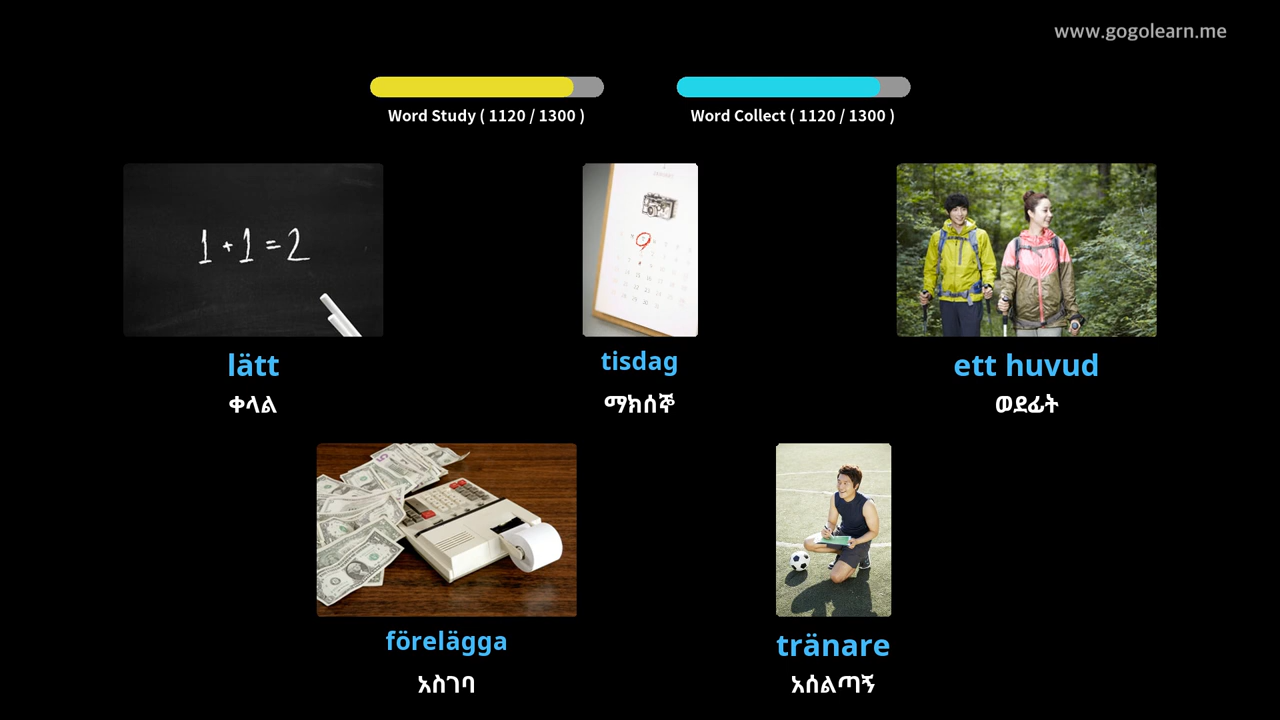 www.gogolearn.me
Word Study ( 1120 / 1300 )
Word Collect ( 1120 / 1300 )
1 + 1 = 2
lätt
ቀላል
tisdag
ማክሰኞ
ett huvud
ወደፊት
förelägga
አስገባ
tränare
አሰልጣኝ